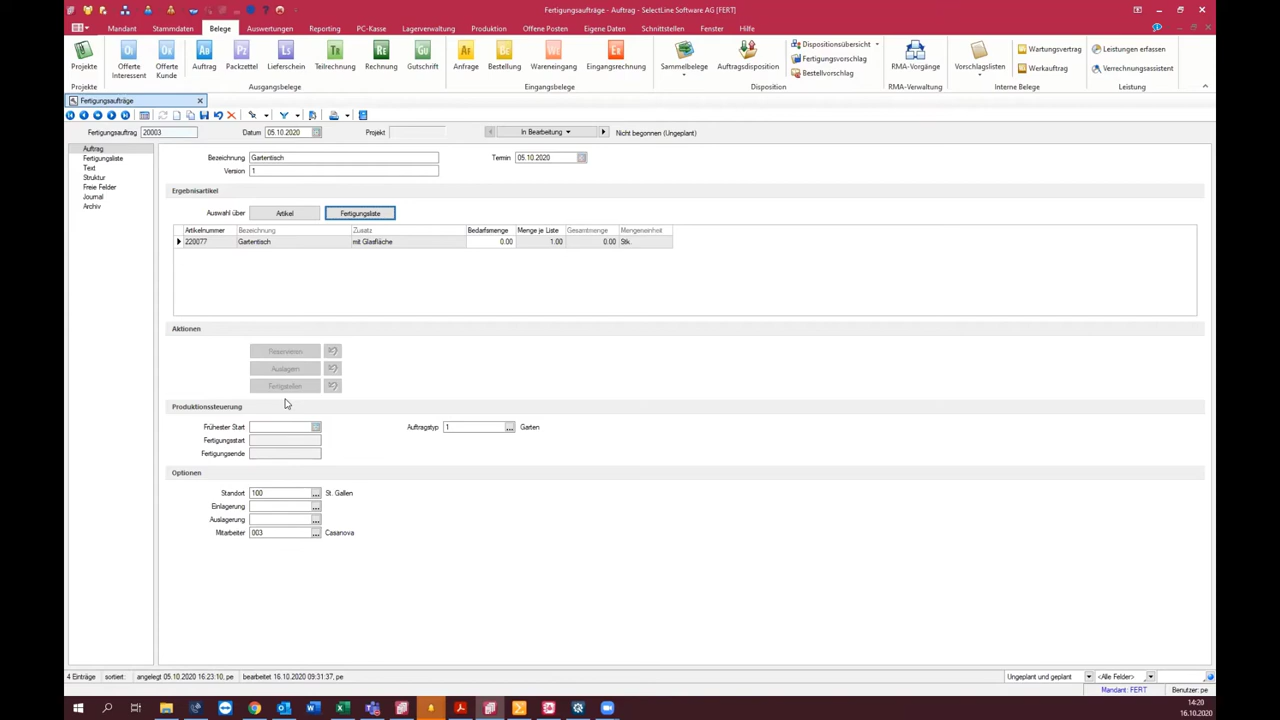 Fertigungsaufträge - Auftrag - SelectLine Software AG [FERT]
Mandant Stammdaten Belege Auswertungen Reporting PC-Kasse Lagerverwaltung Produktion Offene Posten Eigene Daten Schnittstellen Fenster Hilfe
Projekte
Offerte Interessent
Offerte Kunde
Auftrag
Packzettel
Lieferschein
Teilrechnung
Rechnung
Gutschrift
Anfrage
Bestellung
Wareneingang
Eingangsrechnung
Sammelbelege
Auftragsdisposition
Dispositionsübersicht
Fertigungsvorschlag
Bestellvorschlag
RMA-Vorgänge
Vorschlagslisten
Wartungsvertrag
Werkauftrag
Leistungen erfassen
Verrechnungsassistent
Projekte Ausgangsbelege Eingangsbelege Disposition RMA-Verwaltung Interne Belege Leistung
Fertigungsaufträge
Fertigungsauftrag 20003 Datum 05.10.2020 Projekt In Bearbeitung Nicht begonnen (Ungeplant)
Auftrag
Fertigungsliste
Text
Struktur
Freie Felder
Journal
Archiv
Bezeichnung Gartentisch Termin 05.10.2020
Version 1
Ergebnisartikel
Auswahl über Artikel Fertigungsliste
Artikelnummer Bezeichnung Zusatz Bedarfsmenge Menge je Liste Gesamtmenge Mengeneinheit
220077 Gartentisch mit Glasfläche 0.00 1.00 0.00 Stk.
Aktionen
Reservieren
Auslagern
Fertigstellen
Produktionssteuerung
Frühester Start Auftragstyp 1 ... Garten
Fertigungsstart
Fertigungsende
Optionen
Standort 100 ... St. Gallen
Einlagerung ...
Auslagerung ...
Mitarbeiter 003 ... Casanova
4 Einträge sortiert: angelegt 05.10.2020 16:23:10, pe bearbeitet 16.10.2020 09:31:37, pe Ungeplant und geplant <Alle Felder>
Mandant: FERT Benutzer: pe
14:20
16.10.2020